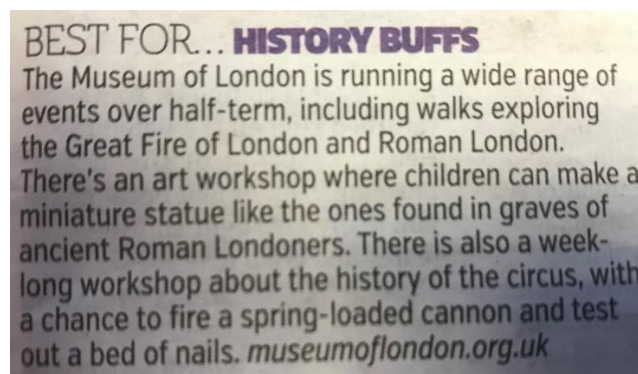 BEST FOR... HISTORY BUFFS
The Museum of London is running a wide range of
events over half-term, including walks exploring
the Great Fire of London and Roman London.
There's an art workshop where children can make a
miniature statue like the ones found in graves of
ancient Roman Londoners. There is also a week-
long workshop about the history of the circus, with
a chance to fire a spring-loaded cannon and test
out a bed of nails. museumoflondon.org.uk